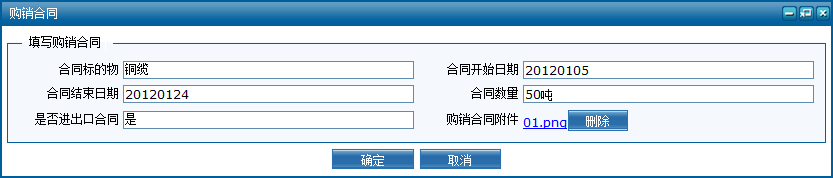 购销合同
填写购销合同
合同标的物 铜缆 合同开始日期 20120105
合同结束日期 20120124 合同数量 50吨
是否进出口合同 是 购销合同附件 01.png 删除
确定 取消